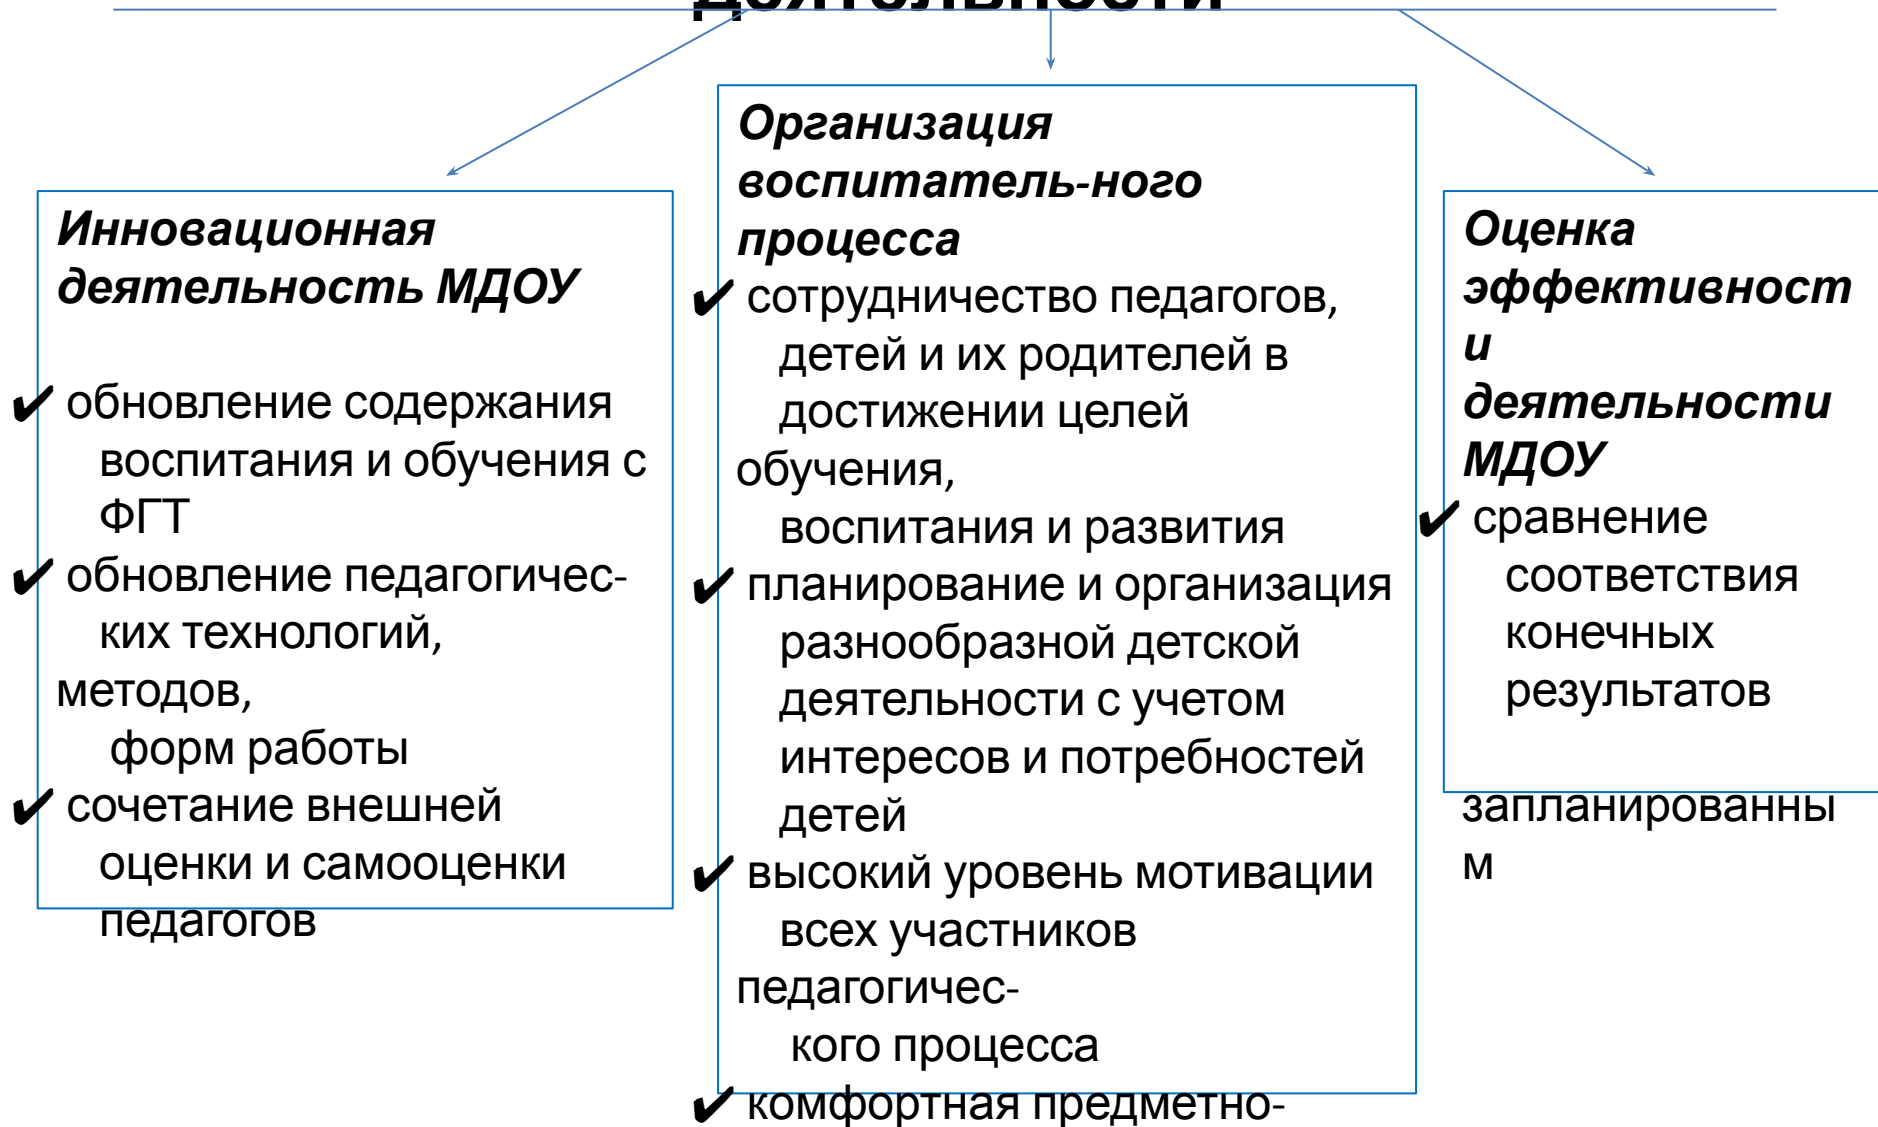 деятельности
Инновационная
деятельность МДОУ
✔ обновление содержания
воспитания и обучения с
ФГТ
✔ обновление педагогичес-
ких технологий,
методов,
форм работы
✔ сочетание внешней
оценки и самооценки
педагогов
Организация
воспитатель-ного
процесса
✔ сотрудничество педагогов,
детей и их родителей в
достижении целей
обучения,
воспитания и развития
✔ планирование и организация
разнообразной детской
деятельности с учетом
интересов и потребностей
детей
✔ высокий уровень мотивации
всех участников
педагогичес-
кого процесса
✔ комфортная предметно-
Оценка
эффективност
и
деятельности
МДОУ
✔ сравнение
соответствия
конечных
результатов
запланированны
м